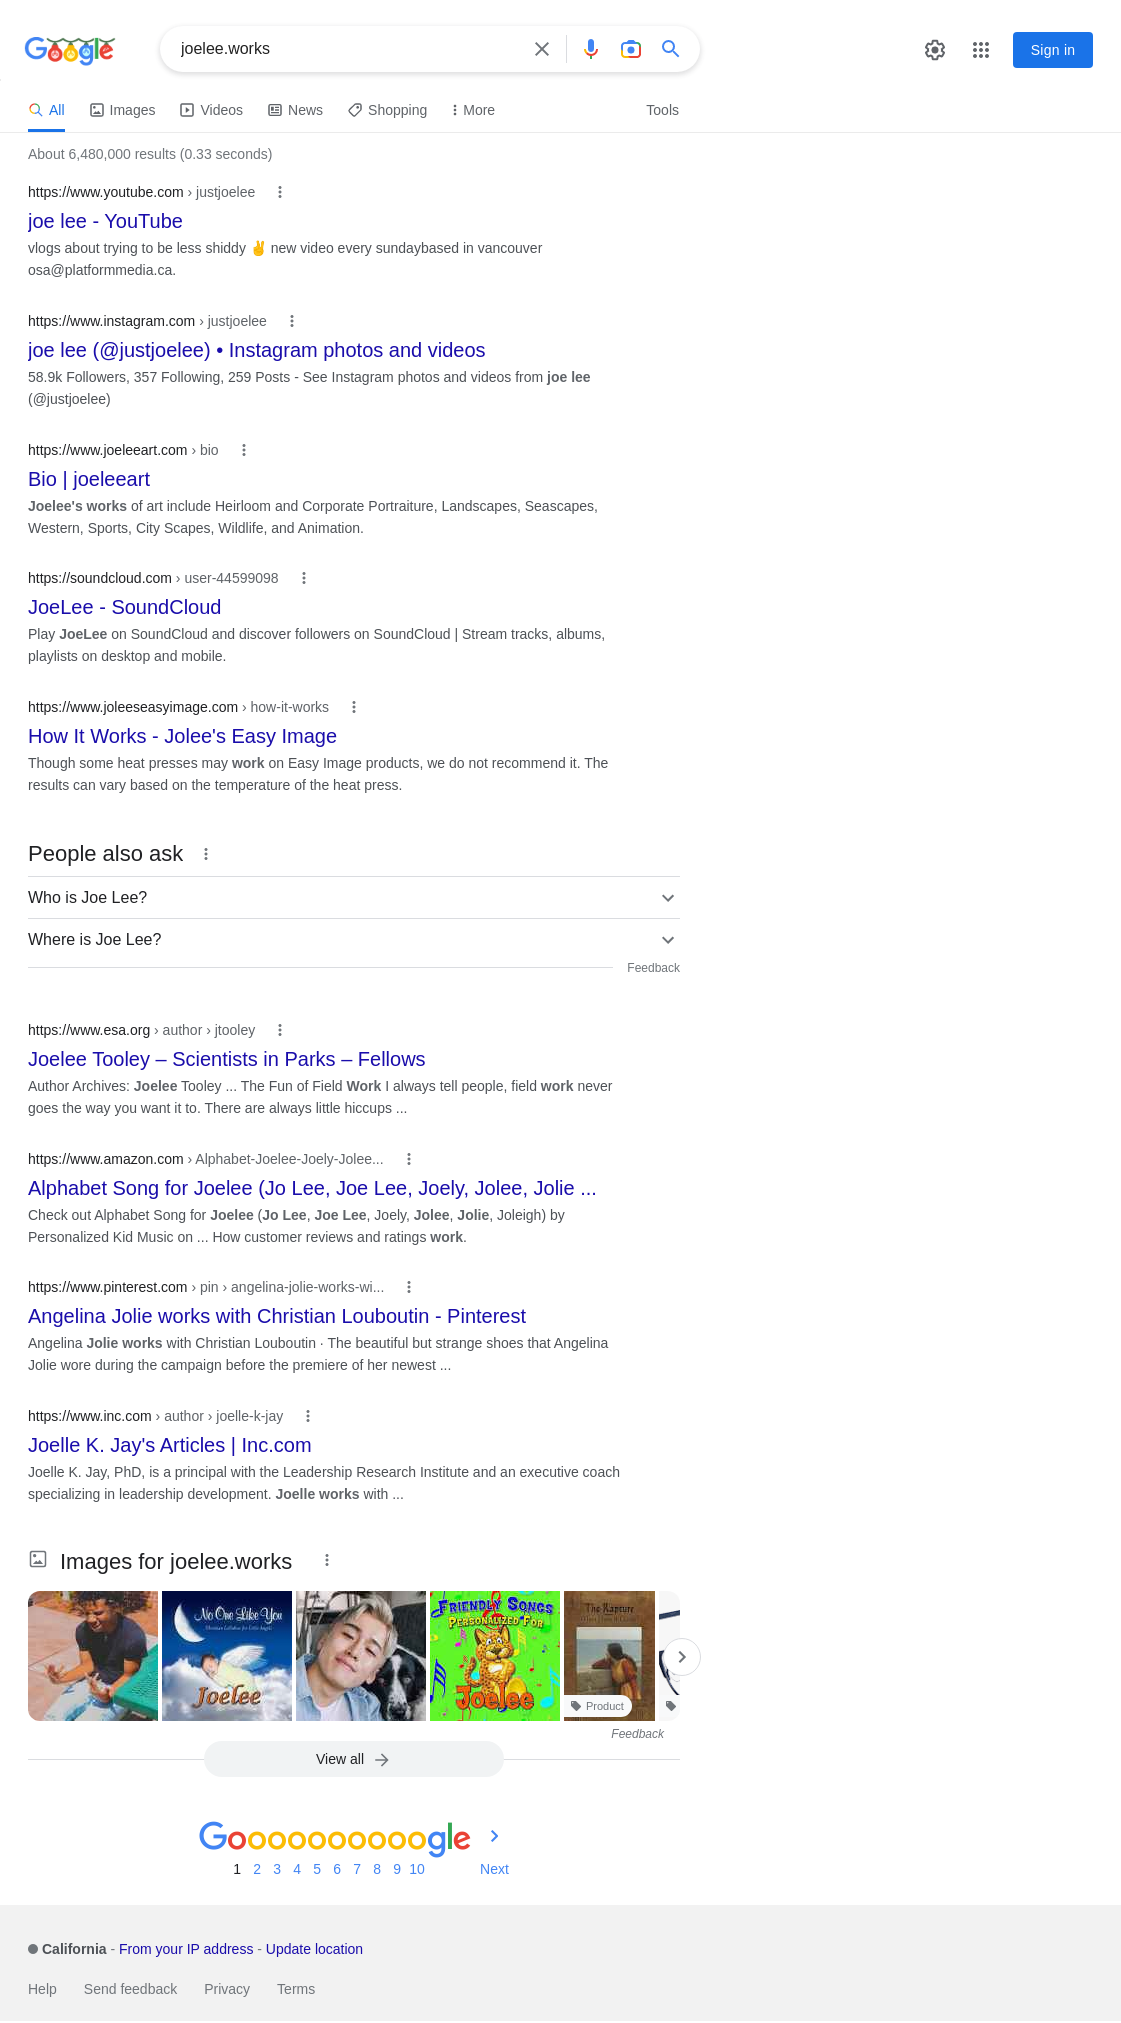 Google
joelee.works
Sign in
All
Images
Videos
News
Shopping
More
Tools
About 6,480,000 results (0.33 seconds)
https://www.youtube.com › justjoelee
joe lee - YouTube
vlogs about trying to be less shiddy ✌️ new video every sundaybased in vancouver
osa@platformmedia.ca.
https://www.instagram.com › justjoelee
joe lee (@justjoelee) • Instagram photos and videos
58.9k Followers, 357 Following, 259 Posts - See Instagram photos and videos from joe lee
(@justjoelee)
https://www.joeleeart.com › bio
Bio | joeleeart
Joelee's works of art include Heirloom and Corporate Portraiture, Landscapes, Seascapes,
Western, Sports, City Scapes, Wildlife, and Animation.
https://soundcloud.com › user-44599098
JoeLee - SoundCloud
Play JoeLee on SoundCloud and discover followers on SoundCloud | Stream tracks, albums,
playlists on desktop and mobile.
https://www.joleeseasyimage.com › how-it-works
How It Works - Jolee's Easy Image
Though some heat presses may work on Easy Image products, we do not recommend it. The
results can vary based on the temperature of the heat press.
People also ask
Who is Joe Lee?
Where is Joe Lee?
Feedback
https://www.esa.org › author › jtooley
Joelee Tooley – Scientists in Parks – Fellows
Author Archives: Joelee Tooley ... The Fun of Field Work I always tell people, field work never
goes the way you want it to. There are always little hiccups ...
https://www.amazon.com › Alphabet-Joelee-Joely-Jolee...
Alphabet Song for Joelee (Jo Lee, Joe Lee, Joely, Jolee, Jolie ...
Check out Alphabet Song for Joelee (Jo Lee, Joe Lee, Joely, Jolee, Jolie, Joleigh) by
Personalized Kid Music on ... How customer reviews and ratings work.
https://www.pinterest.com › pin › angelina-jolie-works-wi...
Angelina Jolie works with Christian Louboutin - Pinterest
Angelina Jolie works with Christian Louboutin · The beautiful but strange shoes that Angelina
Jolie wore during the campaign before the premiere of her newest ...
https://www.inc.com › author › joelle-k-jay
Joelle K. Jay's Articles | Inc.com
Joelle K. Jay, PhD, is a principal with the Leadership Research Institute and an executive coach
specializing in leadership development. Joelle works with ...
Images for joelee.works
No One Like You
Christian Lullabies for Little Angels
Joelee
FRIENDLY SONGS
PERSONALIZED FOR
JOELEE
The Rapture
Product
Feedback
View all
Goooooooooogle
1 2 3 4 5 6 7 8 9 10 Next
California - From your IP address - Update location
Help
Send feedback
Privacy
Terms